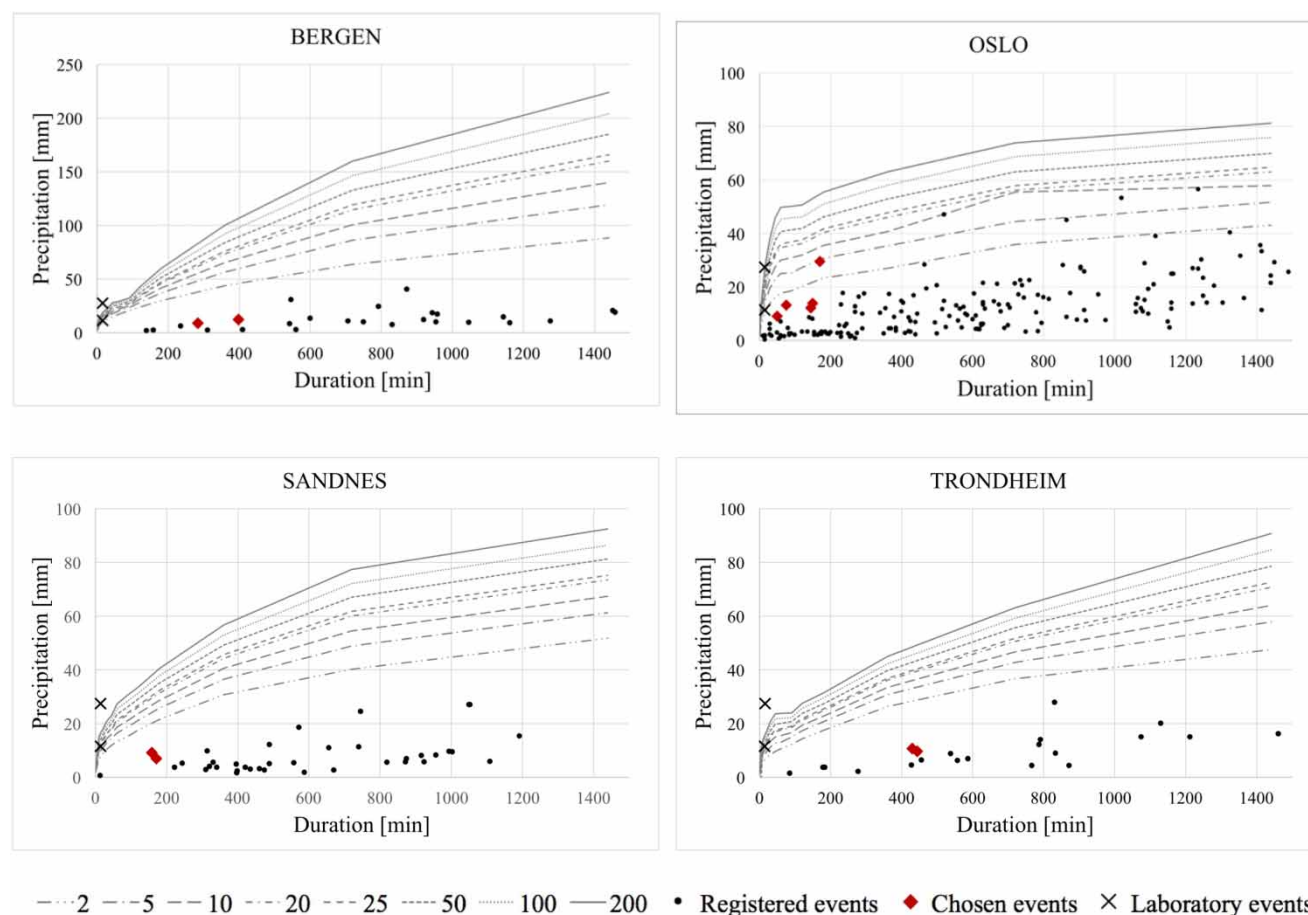 BERGEN
250
200
150
100
50
0
Precipitation [mm]
0 200 400 600 800 1000 1200 1400
Duration [min]
OSLO
100
80
60
40
20
0
Precipitation [mm]
0 200 400 600 800 1000 1200 1400
Duration [min]
SANDNES
100
80
60
40
20
0
Precipitation [mm]
0 200 400 600 800 1000 1200 1400
Duration [min]
TRONDHEIM
100
80
60
40
20
0
Precipitation [mm]
0 200 400 600 800 1000 1200 1400
Duration [min]
2 5 10 20 25 50 100 200 Registered events Chosen events Laboratory events